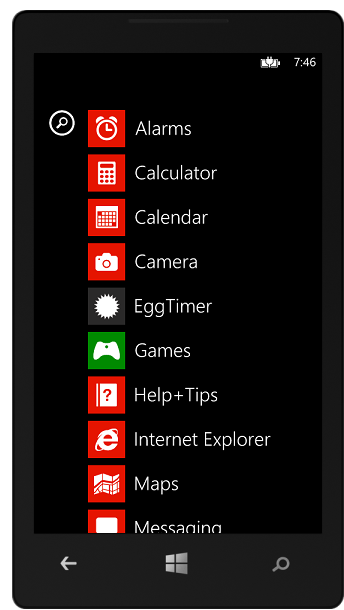 7:46
Alarms
Calculator
Calendar
Camera
EggTimer
Games
Help+Tips
Internet Explorer
Maps
Messaging